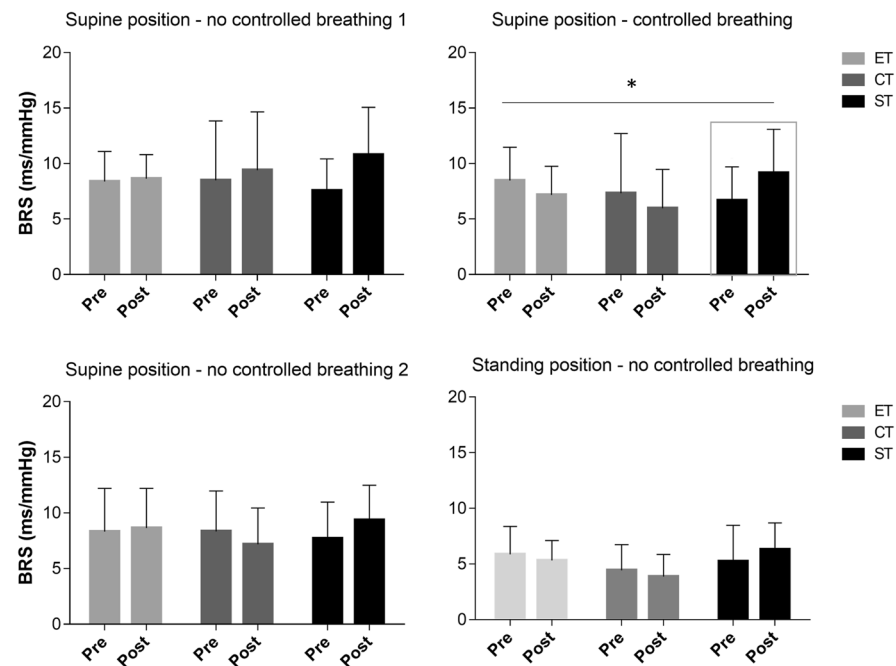 Supine position - no controlled breathing 1
BRS (ms/mmHg)
20
15
10
5
0
Pre
Post
Pre
Post
Pre
Post
Supine position - controlled breathing
20
15
10
5
0
*
Pre
Post
Pre
Post
Pre
Post
ET
CT
ST
Supine position - no controlled breathing 2
BRS (ms/mmHg)
20
15
10
5
0
Pre
Post
Pre
Post
Pre
Post
Standing position - no controlled breathing
20
15
10
5
0
Pre
Post
Pre
Post
Pre
Post
ET
CT
ST